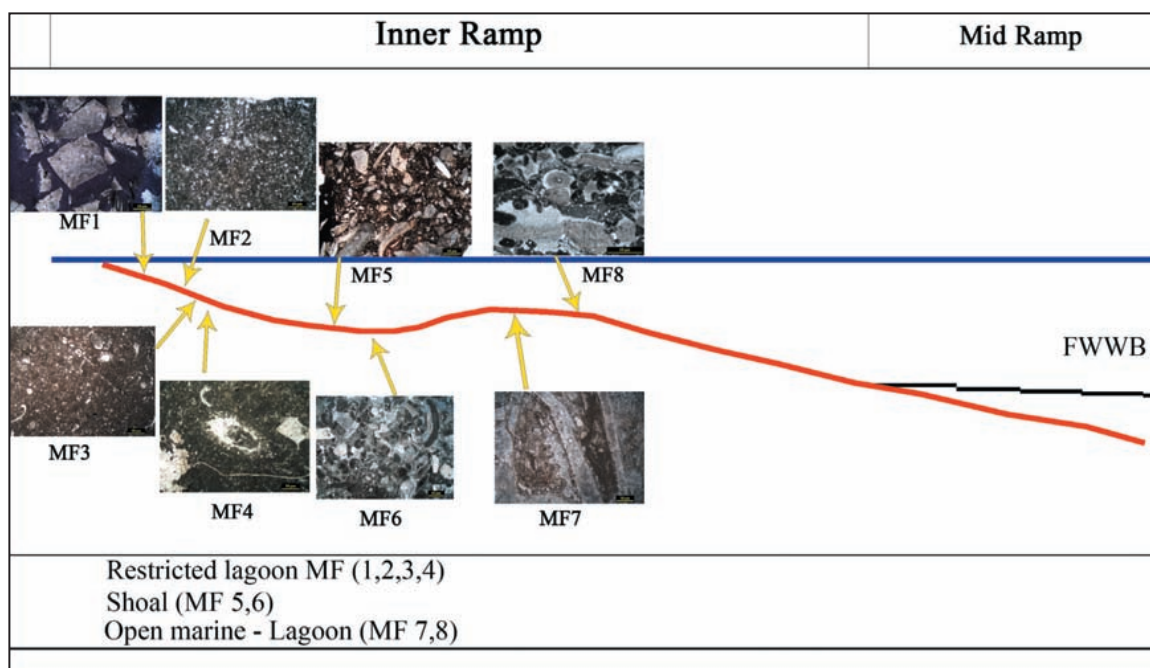 Inner Ramp
Mid Ramp
MF1
MF2
MF5
MF8
FWWB
MF3
MF4
MF6
MF7
Restricted lagoon MF (1,2,3,4)
Shoal (MF 5,6)
Open marine - Lagoon (MF 7,8)